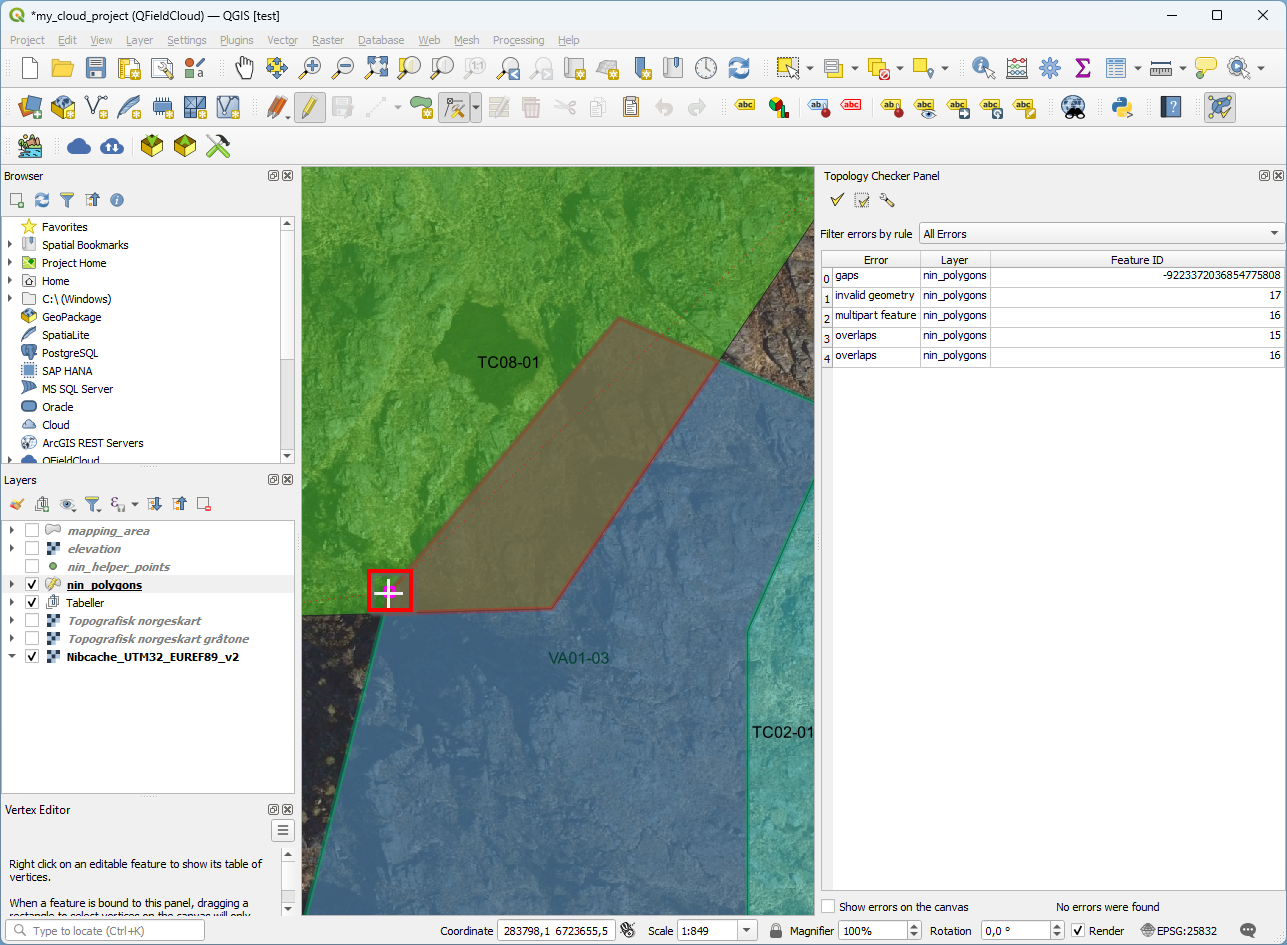 *my_cloud_project (QFieldCloud) — QGIS [test]
Project Edit View Layer Settings Plugins Vector Raster Database Web Mesh Processing Help
Browser
Favorites
Spatial Bookmarks
Project Home
Home
C:\ (Windows)
GeoPackage
SpatiaLite
PostgreSQL
SAP HANA
MS SQL Server
Oracle
Cloud
ArcGIS REST Servers
QFieldCloud
Layers
mapping_area
elevation
nin_helper_points
nin_polygons
Tabeller
Topografisk norgeskart
Topografisk norgeskart gråtone
Nibcache_UTM32_EUREF89_v2
Vertex Editor
Right click on an editable feature to show its table of
vertices.
When a feature is bound to this panel, dragging a
rectangle to select vertices on the canvas will only
TC08-01
VA01-03
TC02-01
Topology Checker Panel
Filter errors by rule All Errors
Error Layer Feature ID
0 gaps nin_polygons -9223372036854775808
1 invalid geometry nin_polygons 17
2 multipart feature nin_polygons 16
3 overlaps nin_polygons 15
4 overlaps nin_polygons 16
Show errors on the canvas No errors were found
Type to locate (Ctrl+K) Coordinate 283798,1 6723655,5 Scale 1:849 Magnifier 100% Rotation 0,0 ° Render EPSG:25832